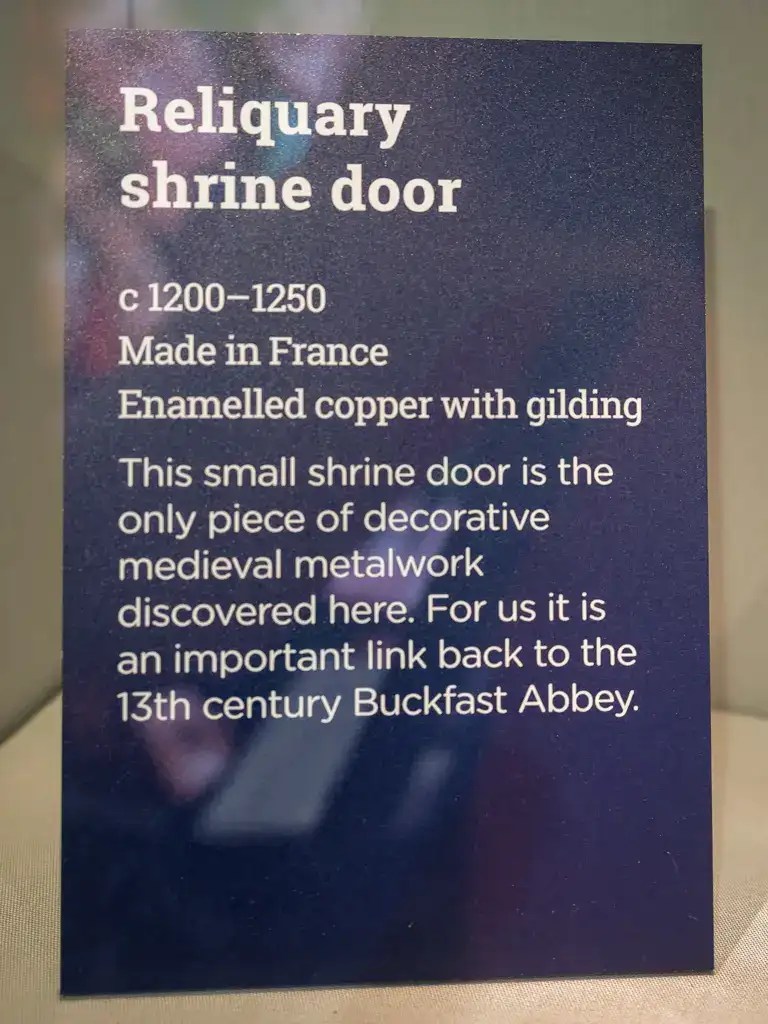 Reliquary
shrine door
c 1200–1250
Made in France
Enamelled copper with gilding
This small shrine door is the
only piece of decorative
medieval metalwork
discovered here. For us it is
an important link back to the
13th century Buckfast Abbey.